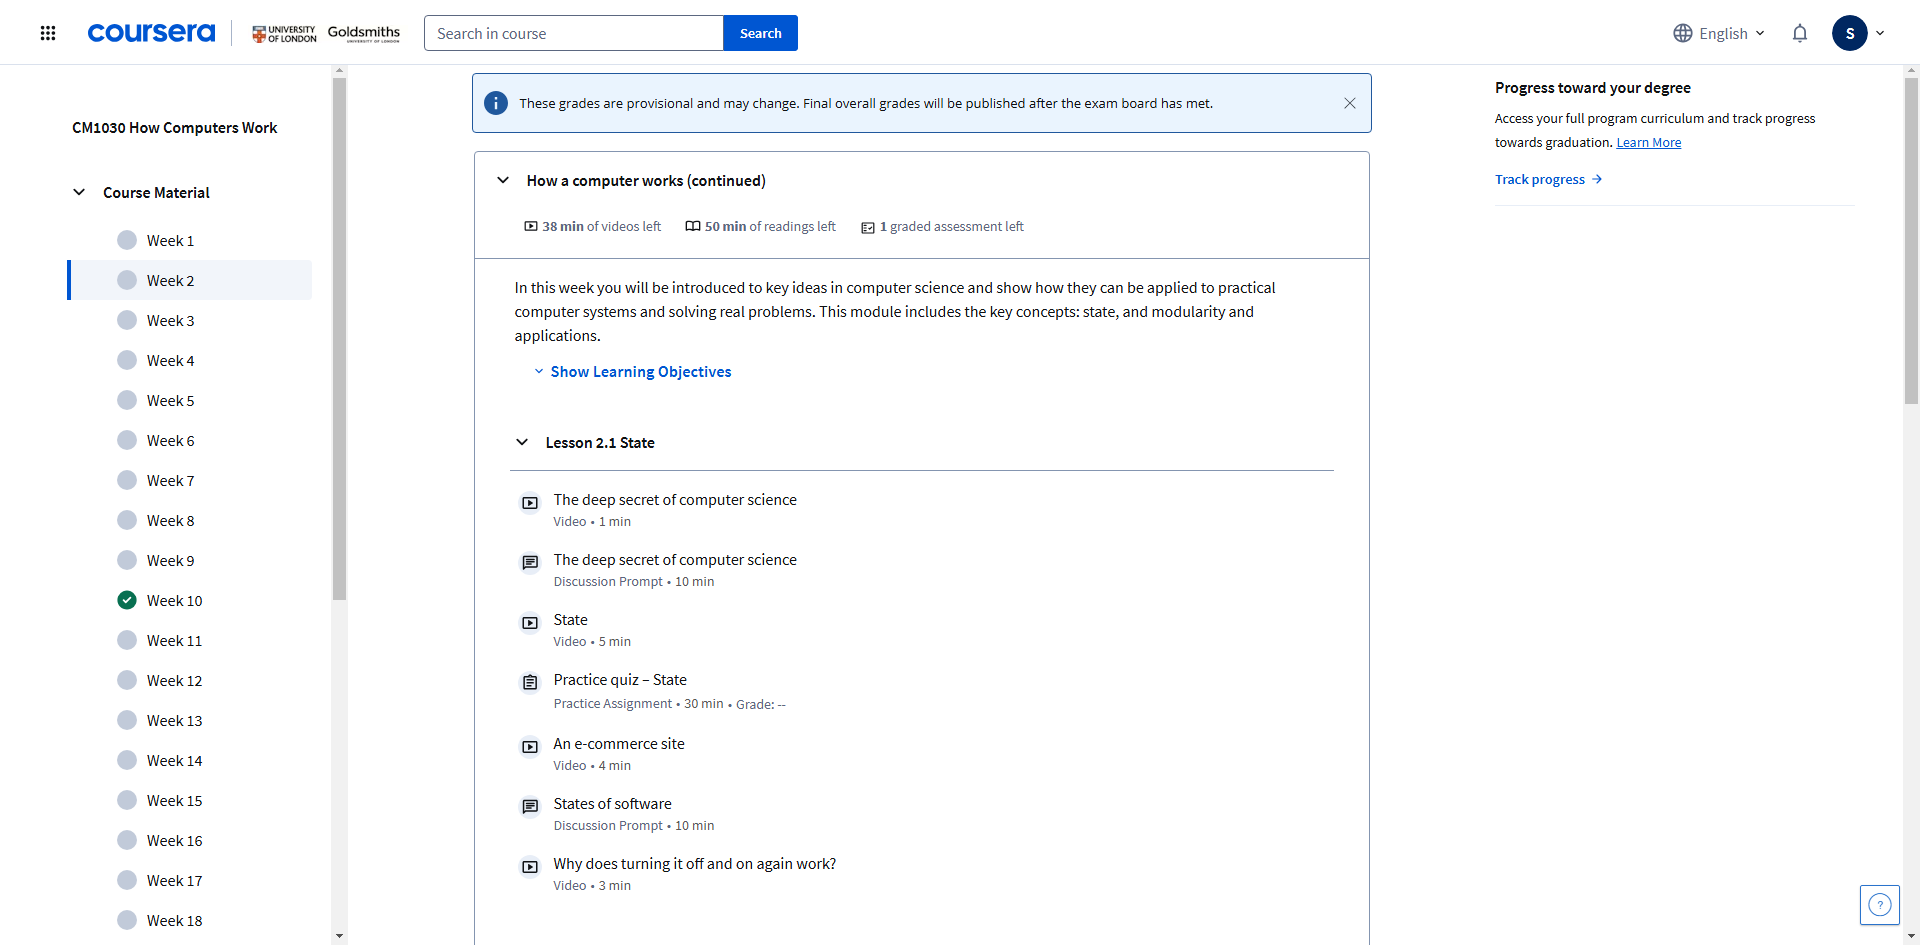 coursera
UNIVERSITY OF LONDON
Goldsmiths
UNIVERSITY OF LONDON
Search in course
Search
English
S
CM1030 How Computers Work
Course Material
Week 1
Week 2
Week 3
Week 4
Week 5
Week 6
Week 7
Week 8
Week 9
Week 10
Week 11
Week 12
Week 13
Week 14
Week 15
Week 16
Week 17
Week 18
These grades are provisional and may change. Final overall grades will be published after the exam board has met.
How a computer works (continued)
38 min of videos left
50 min of readings left
1 graded assessment left
In this week you will be introduced to key ideas in computer science and show how they can be applied to practical
computer systems and solving real problems. This module includes the key concepts: state, and modularity and
applications.
Show Learning Objectives
Lesson 2.1 State
The deep secret of computer science
Video • 1 min
The deep secret of computer science
Discussion Prompt • 10 min
State
Video • 5 min
Practice quiz – State
Practice Assignment • 30 min • Grade: --
An e-commerce site
Video • 4 min
States of software
Discussion Prompt • 10 min
Why does turning it off and on again work?
Video • 3 min
Progress toward your degree
Access your full program curriculum and track progress
towards graduation. Learn More
Track progress →